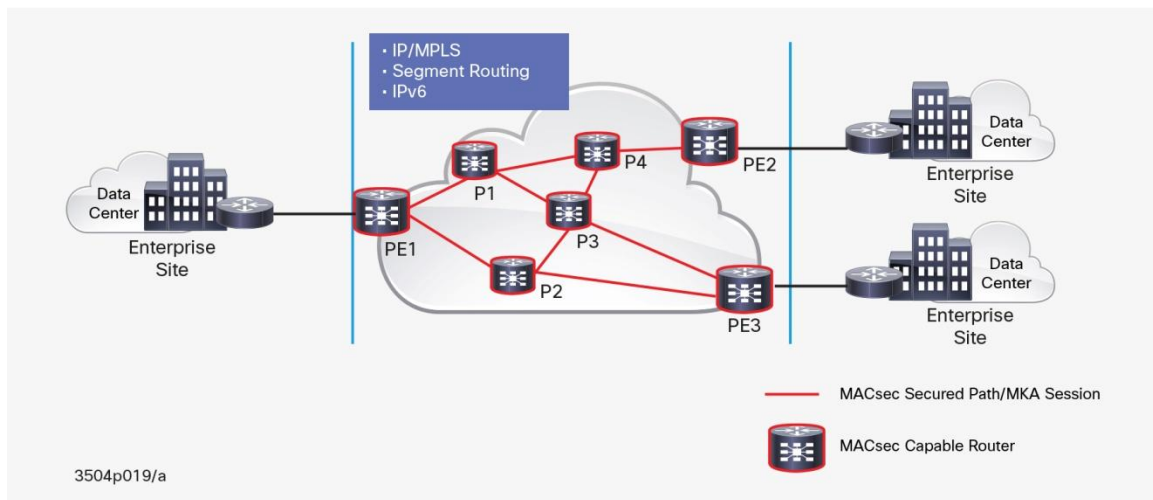 · IP/MPLS
· Segment Routing
· IPv6
Data
Center
Enterprise
Site
PE1
P1
P4
PE2
P3
P2
PE3
Data
Center
Enterprise
Site
Data
Center
Enterprise
Site
MACsec Secured Path/MKA Session
MACsec Capable Router
3504p019/a